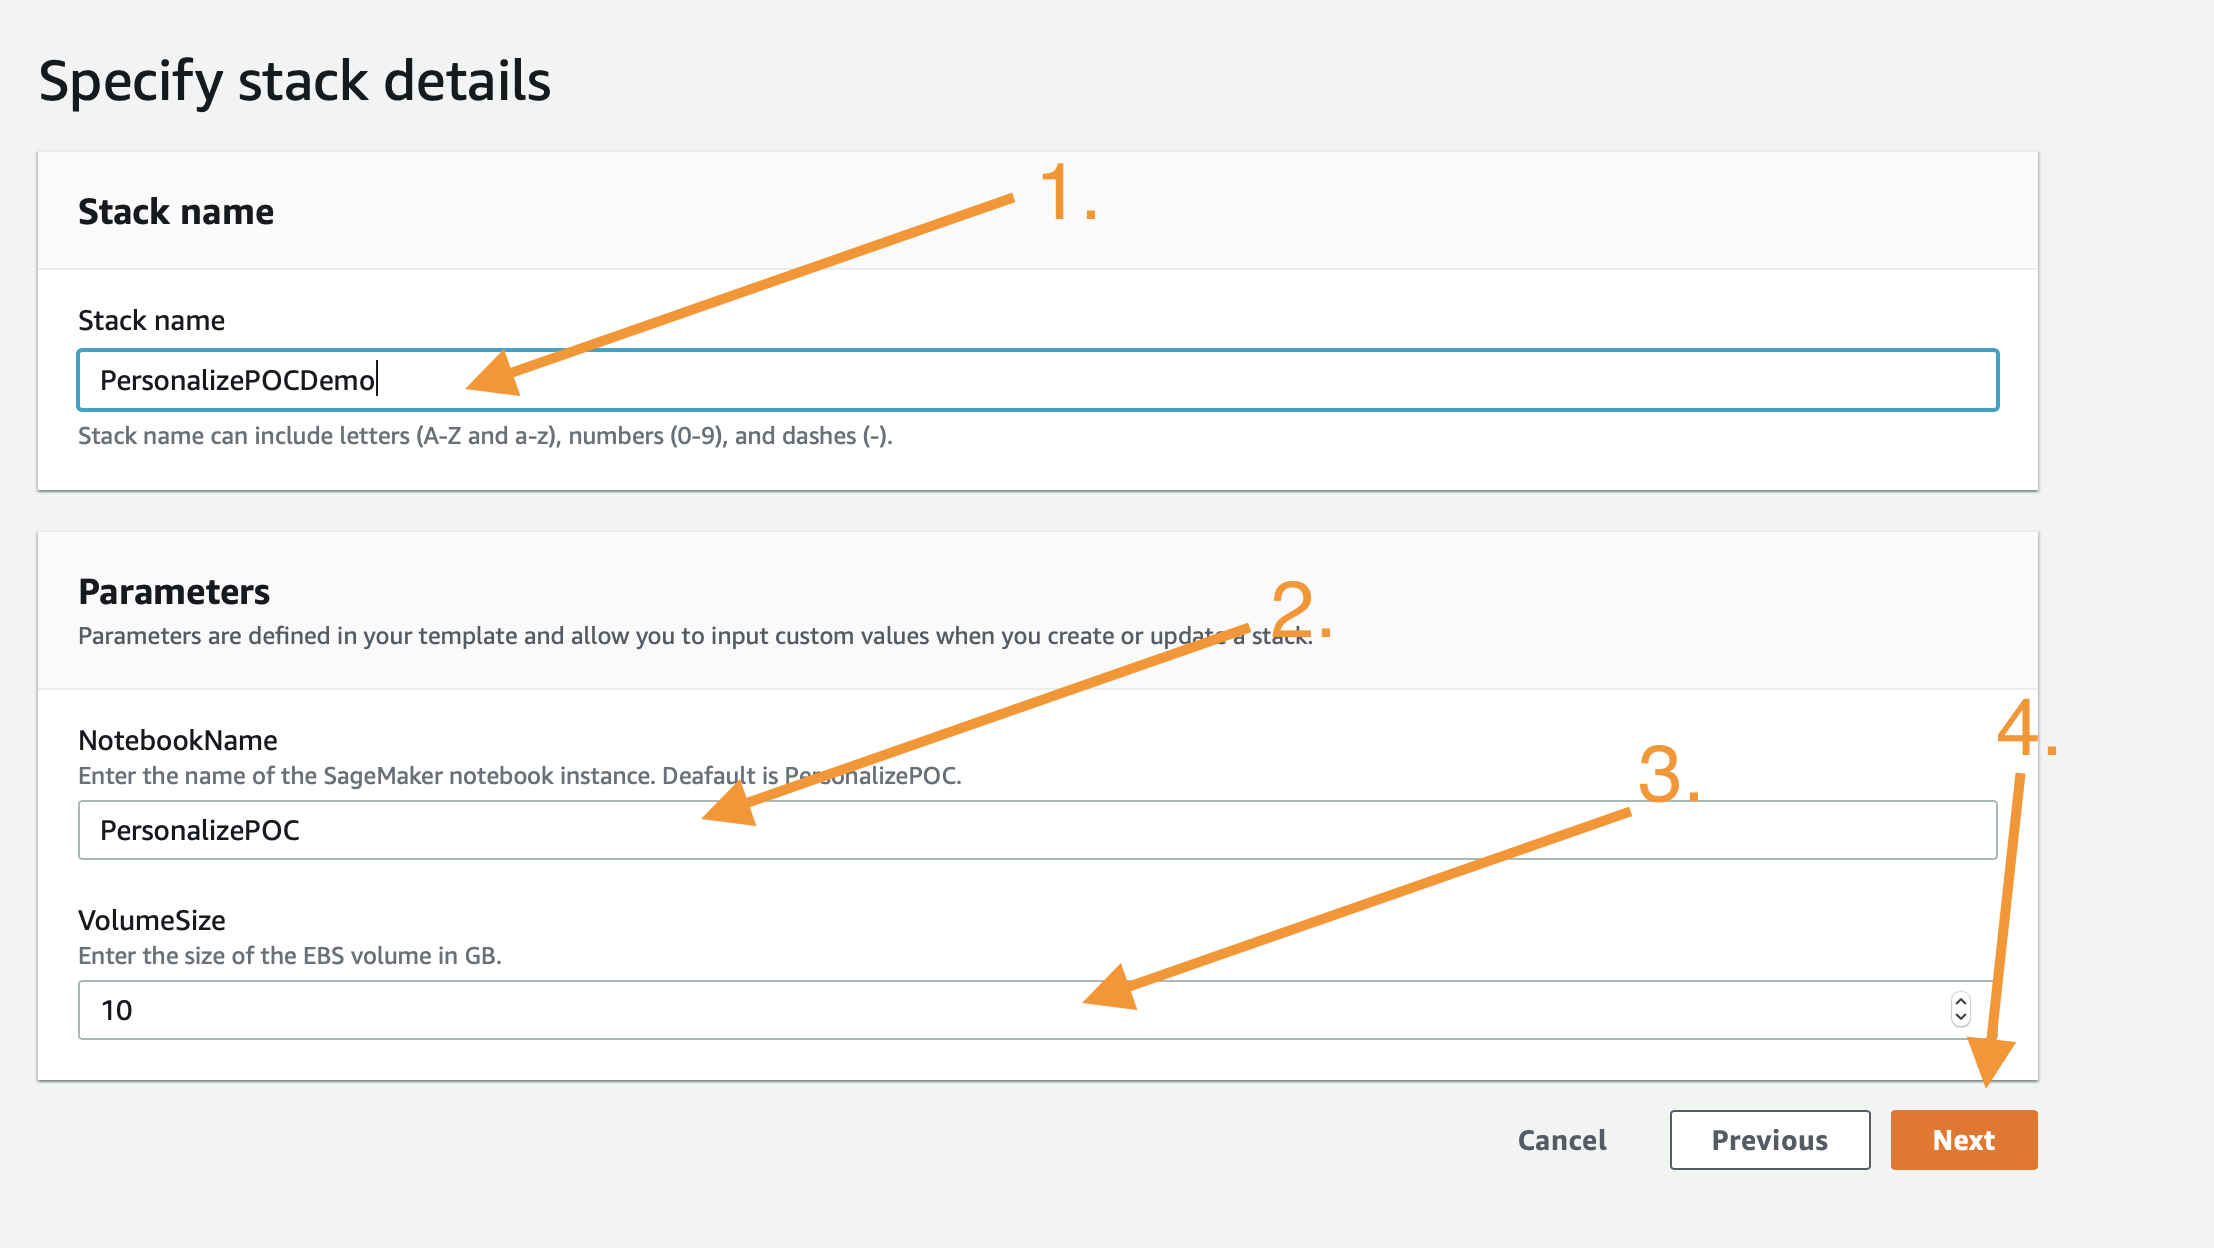 Specify stack details
1.
Stack name
Stack name
PersonalizePOCDemo
Stack name can include letters (A-Z and a-z), numbers (0-9), and dashes (-).
2.
Parameters
Parameters are defined in your template and allow you to input custom values when you create or update a stack.
4.
NotebookName
3.
Enter the name of the SageMaker notebook instance. Deafault is PersonalizePOC.
PersonalizePOC
VolumeSize
Enter the size of the EBS volume in GB.
10
Cancel
Previous
Next